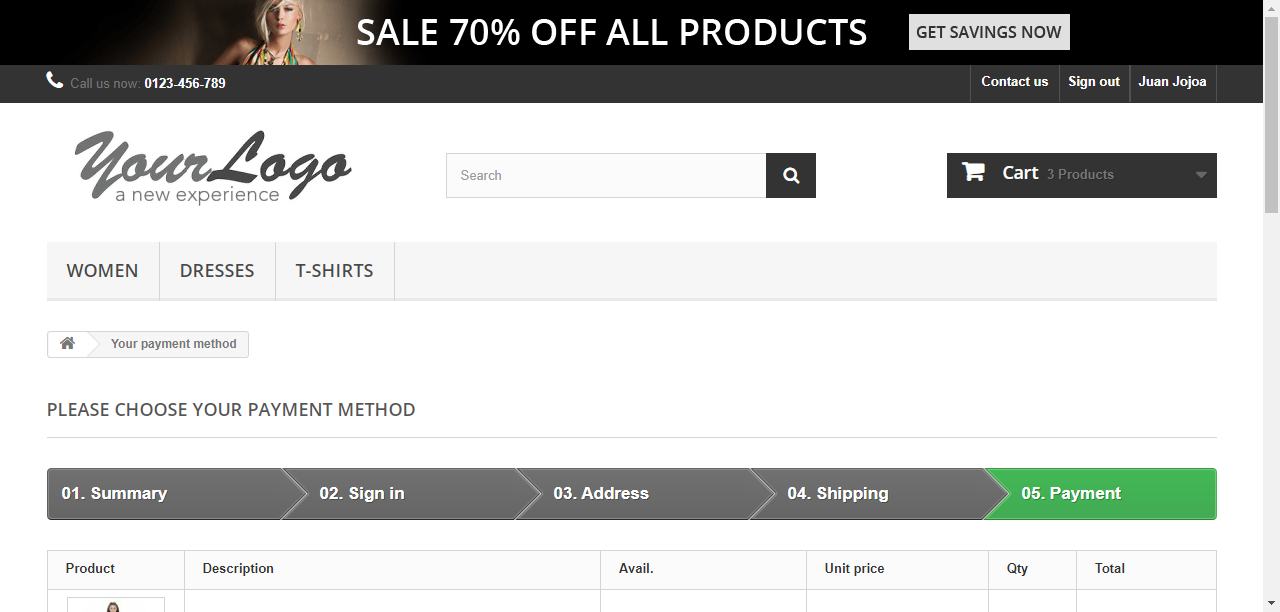 SALE 70% OFF ALL PRODUCTS GET SAVINGS NOW
Call us now: 0123-456-789 Contact us Sign out Juan Jojoa
YourLogo
a new experience
Search
Cart 3 Products
WOMEN DRESSES T-SHIRTS
Your payment method
PLEASE CHOOSE YOUR PAYMENT METHOD
01. Summary 02. Sign in 03. Address 04. Shipping 05. Payment
Product Description Avail. Unit price Qty Total